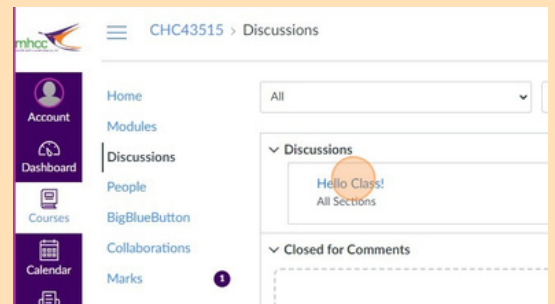 mhcc
CHC43515 > Discussions
Account
Dashboard
Courses
Calendar
Home
Modules
Discussions
People
BigBlueButton
Collaborations
Marks
1
All
Discussions
Hello Class!
All Sections
Closed for Comments